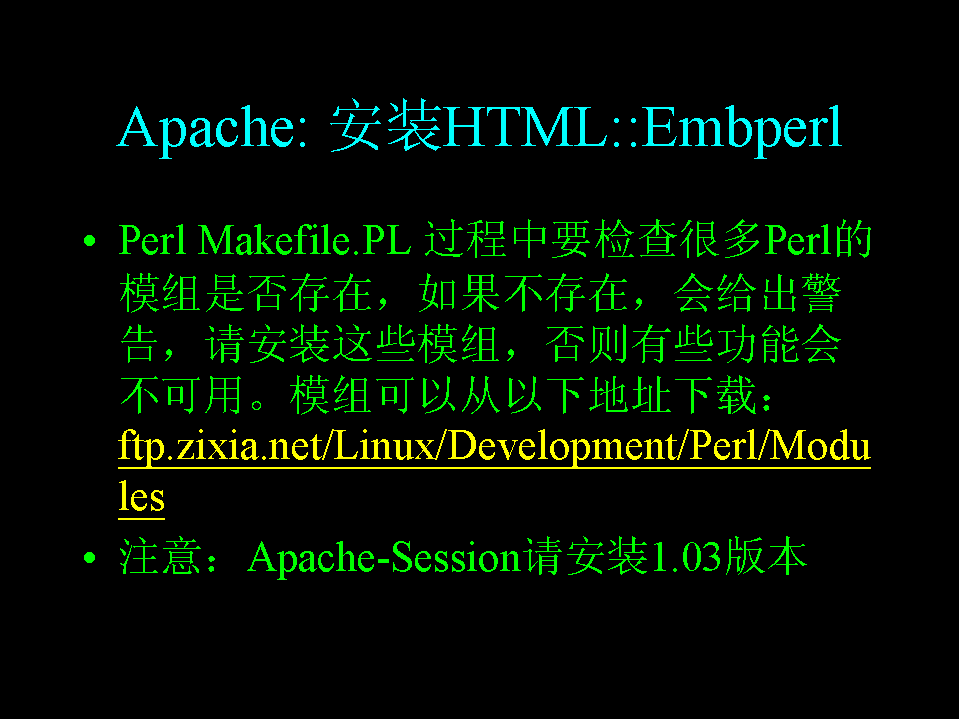 Apache: 安装HTML::Embperl
• Perl Makefile.PL 过程中要检查很多Perl的
模组是否存在，如果不存在，会给出警
告，请安装这些模组，否则有些功能会
不可用。模组可以从以下地址下载：
ftp.zixia.net/Linux/Development/Perl/Modu
les
• 注意：Apache-Session请安装1.03版本